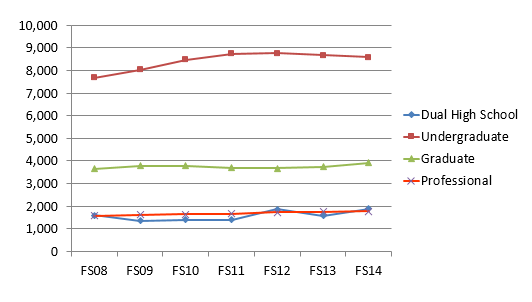 10,000
9,000
8,000
7,000
6,000
5,000
4,000
3,000
2,000
1,000
0
FS08 FS09 FS10 FS11 FS12 FS13 FS14
Dual High School
Undergraduate
Graduate
Professional